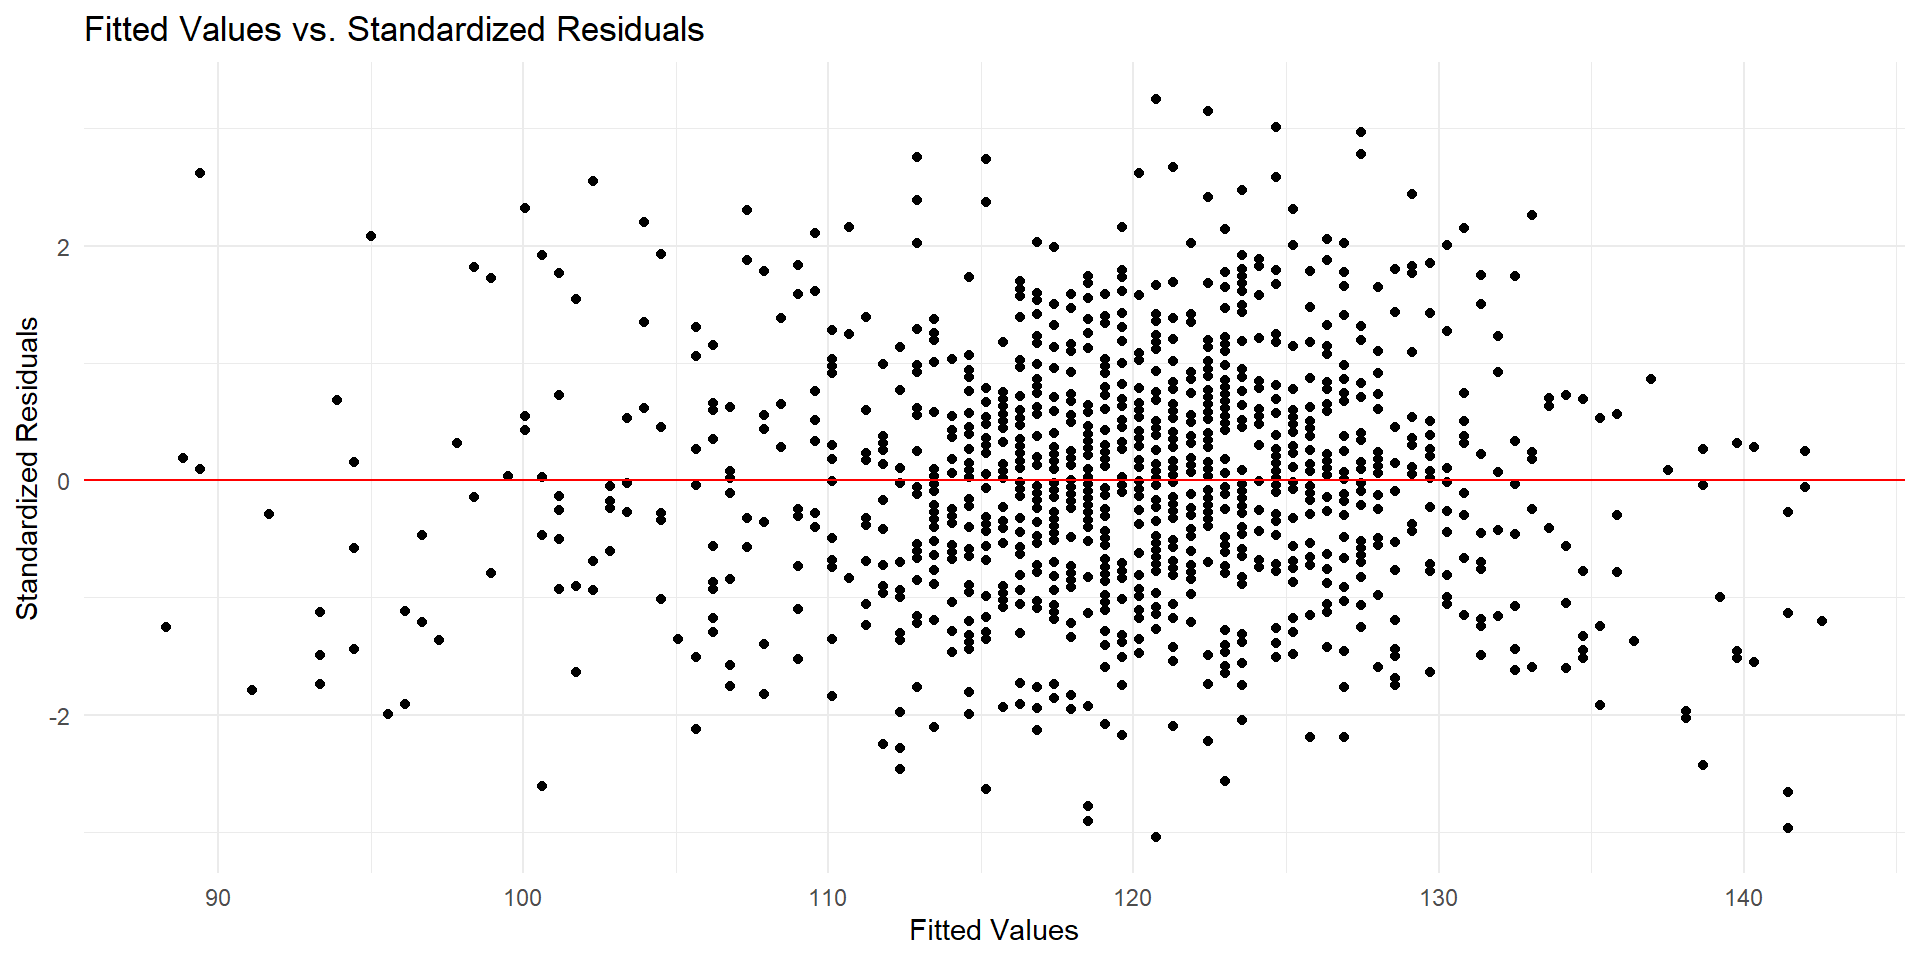 Fitted Values vs. Standardized Residuals
Standardized Residuals
2
0
-2
90 100 110 120 130 140
Fitted Values